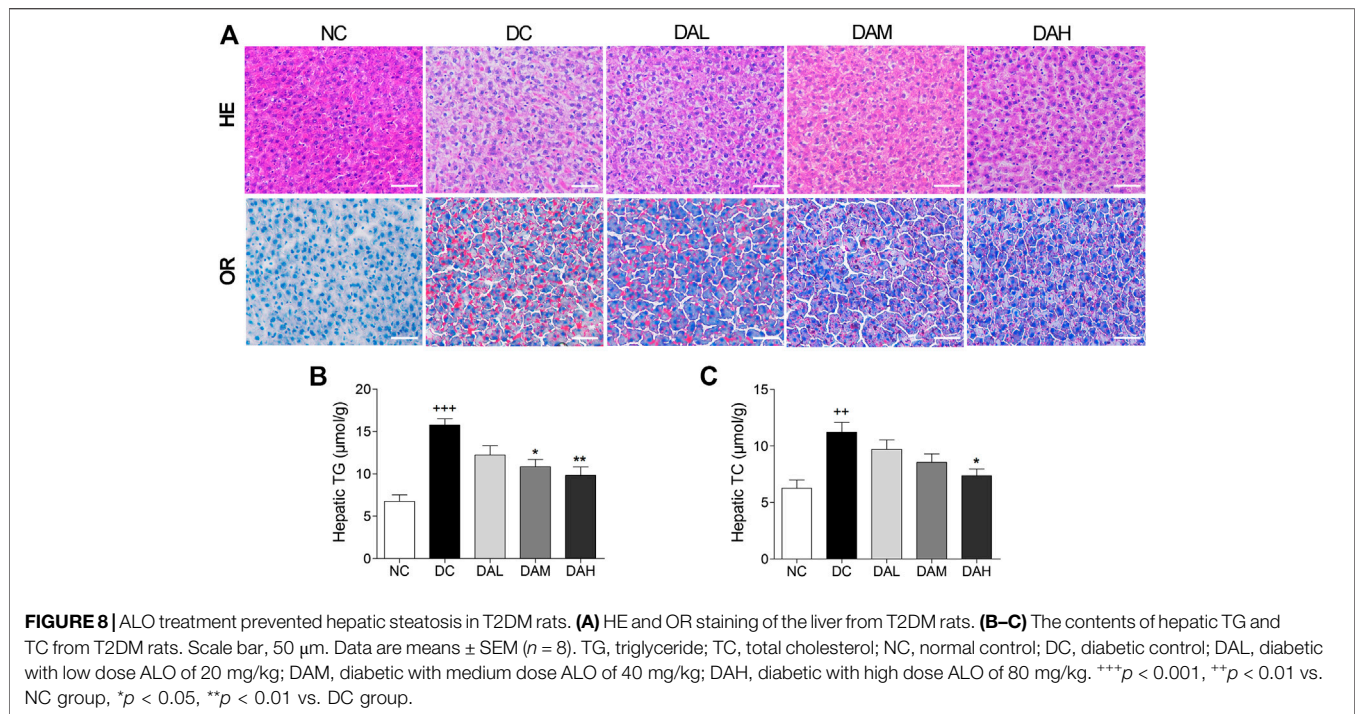 A
NC DC DAL DAM DAH
HE
OR
B
Hepatic TG (µmol/g)
20
15
10
5
0
+++
*
**
NC DC DAL DAM DAH
C
Hepatic TC (µmol/g)
15
10
5
0
++
*
NC DC DAL DAM DAH
FIGURE 8 | ALO treatment prevented hepatic steatosis in T2DM rats. (A) HE and OR staining of the liver from T2DM rats. (B–C) The contents of hepatic TG and
TC from T2DM rats. Scale bar, 50 μm. Data are means ± SEM (n = 8). TG, triglyceride; TC, total cholesterol; NC, normal control; DC, diabetic control; DAL, diabetic
with low dose ALO of 20 mg/kg; DAM, diabetic with medium dose ALO of 40 mg/kg; DAH, diabetic with high dose ALO of 80 mg/kg. +++p < 0.001, ++p < 0.01 vs.
NC group, *p < 0.05, **p < 0.01 vs. DC group.